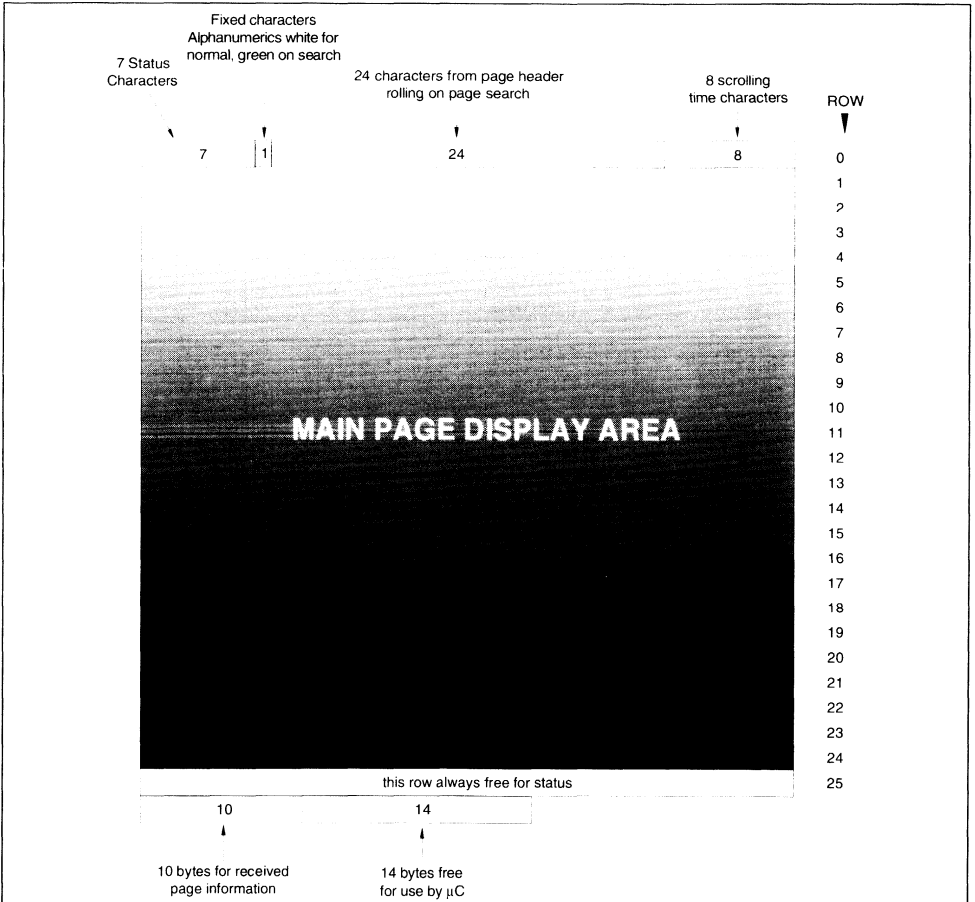 Fixed characters
Alphanumerics white for
normal, green on search
7 Status
Characters
24 characters from page header
rolling on page search
8 scrolling
time characters
ROW
7
1
24
8
0
1
2
3
4
5
6
7
8
9
10
MAIN PAGE DISPLAY AREA
11
12
13
14
15
16
17
18
19
20
21
22
23
24
this row always free for status
25
10
14
10 bytes for received
page information
14 bytes free
for use by µC